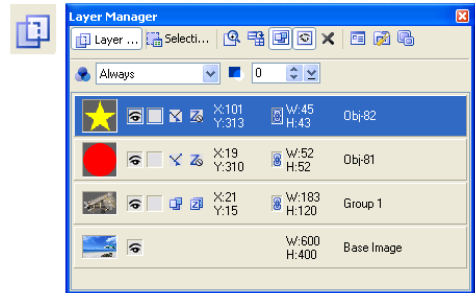 Layer Manager
Layer ... Selecti...
Always 0
X:101 W:45 Obj-82
Y:313 H:43
X:19 W:52 Obj-81
Y:310 H:52
X:21 W:183 Group 1
Y:15 H:120
W:600 Base Image
H:400